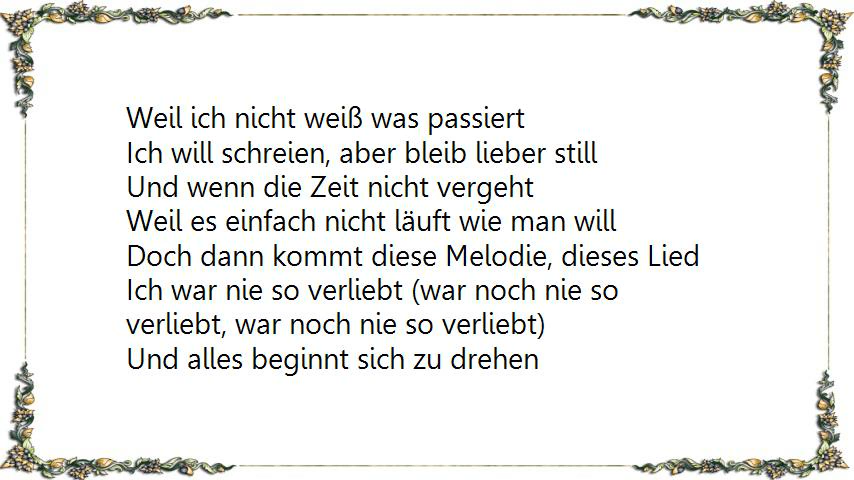 Weil ich nicht weiß was passiert
Ich will schreien, aber bleib lieber still
Und wenn die Zeit nicht vergeht
Weil es einfach nicht läuft wie man will
Doch dann kommt diese Melodie, dieses Lied
Ich war nie so verliebt (war noch nie so
verliebt, war noch nie so verliebt)
Und alles beginnt sich zu drehen